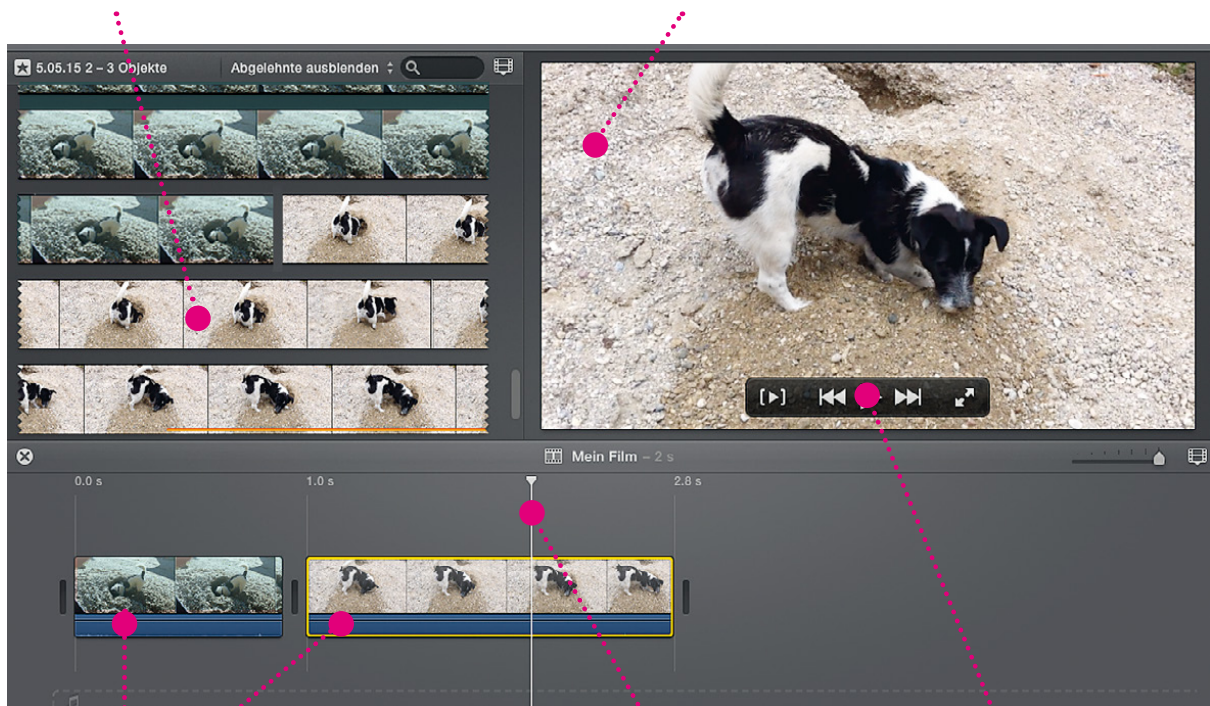 5.05.15 2 – 3 Objekte Abgelehnte ausblenden
Mein Film – 2 s
0.0 s 1.0 s 2.8 s